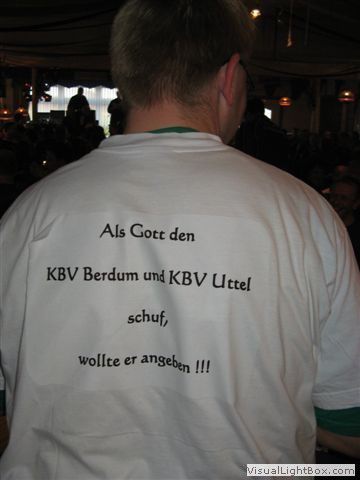 Als Gott den
KBV Berdum und KBV Uttel
schuf,
wollte er angeben !!!
VisualLightBox.com